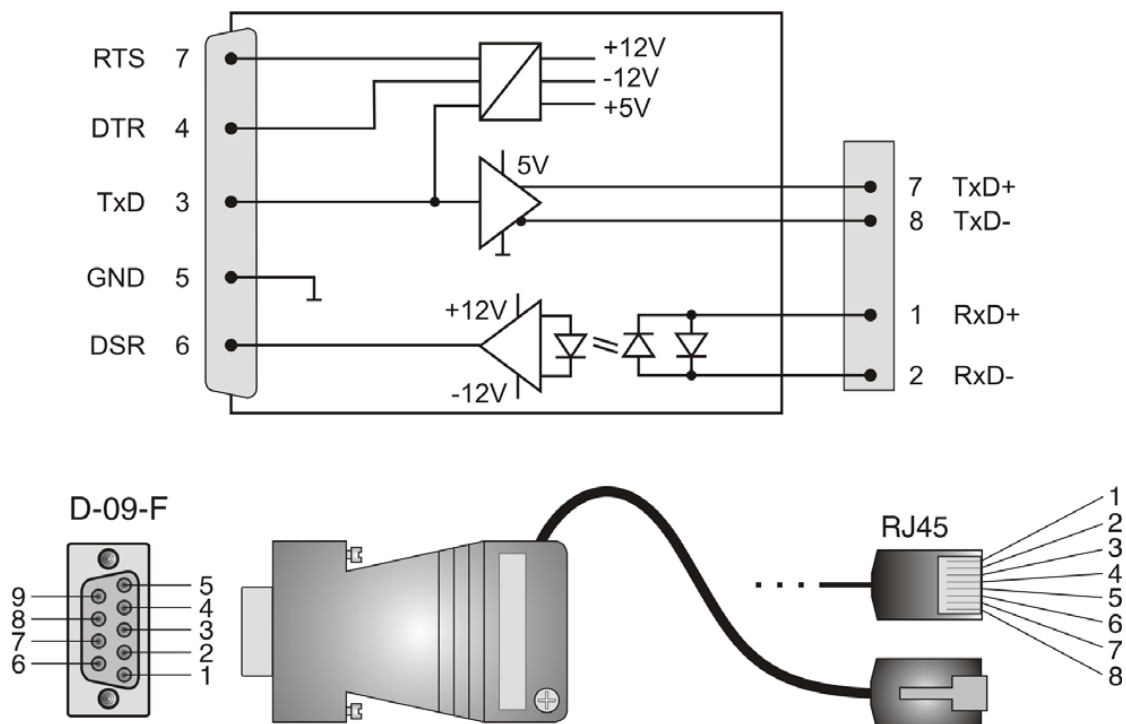 RTS 7
DTR 4
TxD 3
GND 5
DSR 6
+12V
-12V
+5V
5V
+12V
-12V
7 TxD+
8 TxD-
1 RxD+
2 RxD-
D-09-F
5
9
4
8
3
7
2
6
1
RJ45
1
2
3
4
5
6
7
8